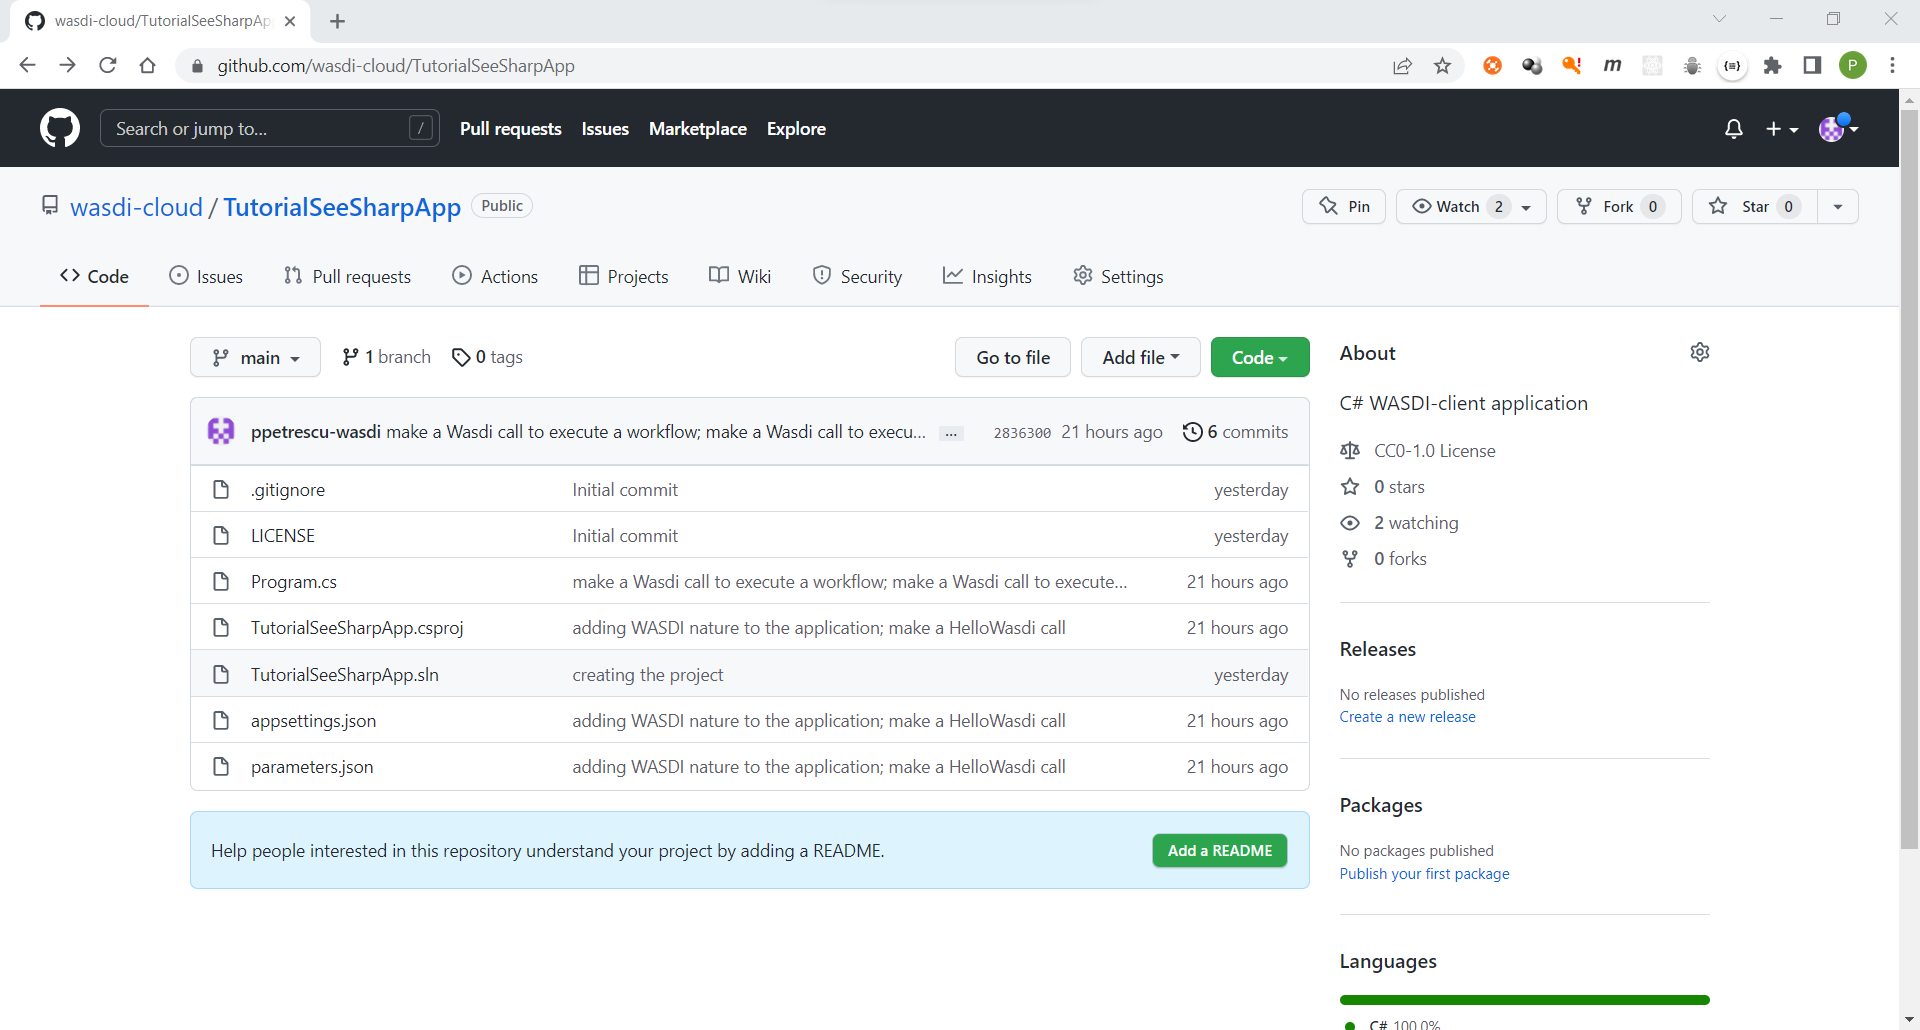 wasdi-cloud/TutorialSeeSharpAp
github.com/wasdi-cloud/TutorialSeeSharpApp
m
P
Search or jump to...
/
Pull requests
Issues
Marketplace
Explore
wasdi-cloud / TutorialSeeSharpApp
Public
Pin
Watch 2
Fork 0
Star 0
Code
Issues
Pull requests
Actions
Projects
Wiki
Security
Insights
Settings
main
1 branch
0 tags
Go to file
Add file
Code
ppetrescu-wasdi make a Wasdi call to execute a workflow; make a Wasdi call to execu... ... 2836300 21 hours ago 6 commits
.gitignore Initial commit yesterday
LICENSE Initial commit yesterday
Program.cs make a Wasdi call to execute a workflow; make a Wasdi call to execute... 21 hours ago
TutorialSeeSharpApp.csproj adding WASDI nature to the application; make a HelloWasdi call 21 hours ago
TutorialSeeSharpApp.sln creating the project yesterday
appsettings.json adding WASDI nature to the application; make a HelloWasdi call 21 hours ago
parameters.json adding WASDI nature to the application; make a HelloWasdi call 21 hours ago
Help people interested in this repository understand your project by adding a README.
Add a README
About
C# WASDI-client application
CC0-1.0 License
0 stars
2 watching
0 forks
Releases
No releases published
Create a new release
Packages
No packages published
Publish your first package
Languages
C# 100.0%